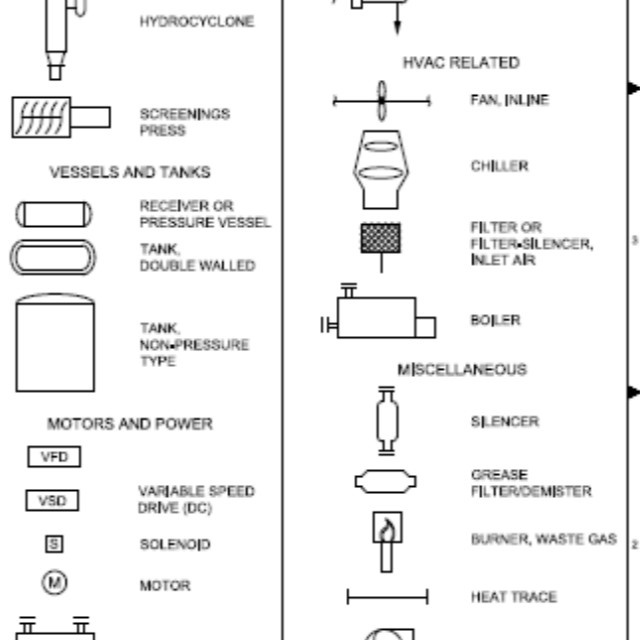 HYDROCYCLONE
SCREENINGS
PRESS
VESSELS AND TANKS
RECEIVER OR
PRESSURE VESSEL
TANK,
DOUBLE WALLED
TANK,
NON-PRESSURE
TYPE
MOTORS AND POWER
VFD
VSD
VARIABLE SPEED
DRIVE (DC)
S
SOLENOID
M
MOTOR
HVAC RELATED
FAN, INLINE
CHILLER
FILTER OR
FILTER-SILENCER,
INLET AIR
BOILER
MISCELLANEOUS
SILENCER
GREASE
FILTER/DEMISTER
BURNER, WASTE GAS
HEAT TRACE
3
2